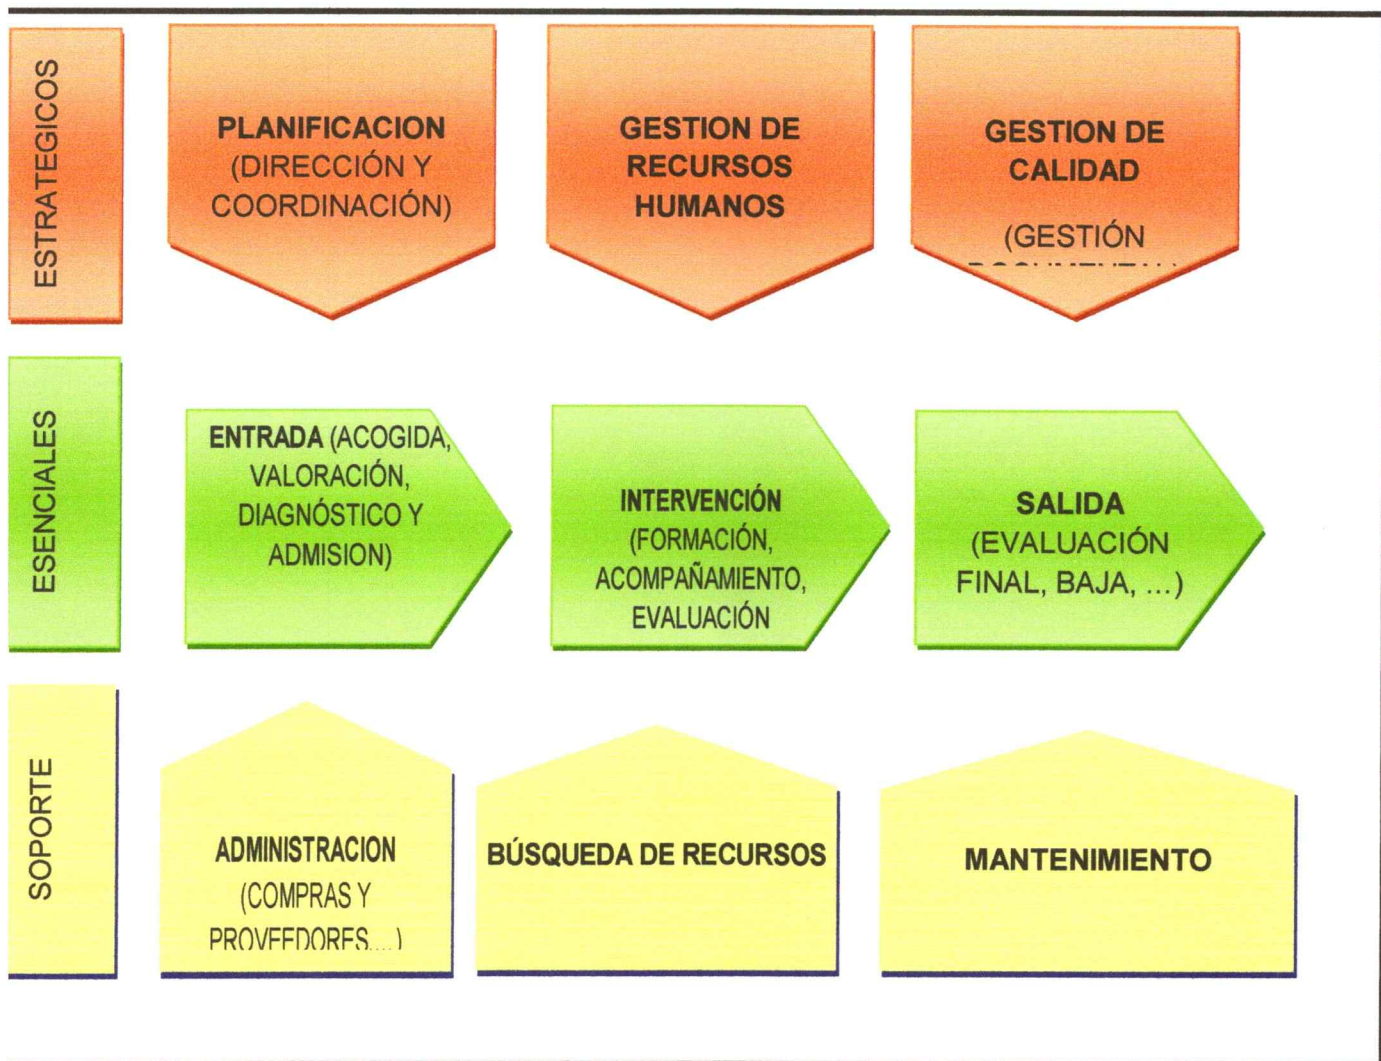 ESTRATEGICOS
PLANIFICACION
(DIRECCIÓN Y
COORDINACIÓN)
GESTION DE
RECURSOS
HUMANOS
GESTION DE
CALIDAD
(GESTIÓN
ESENCIALES
ENTRADA (ACOGIDA,
VALORACIÓN,
DIAGNÓSTICO Y
ADMISION)
INTERVENCIÓN
(FORMACIÓN,
ACOMPAÑAMIENTO,
EVALUACIÓN
SALIDA
(EVALUACIÓN
FINAL, BAJA, ...)
SOPORTE
ADMINISTRACION
(COMPRAS Y
PROVEEDORES....)
BÚSQUEDA DE RECURSOS
MANTENIMIENTO